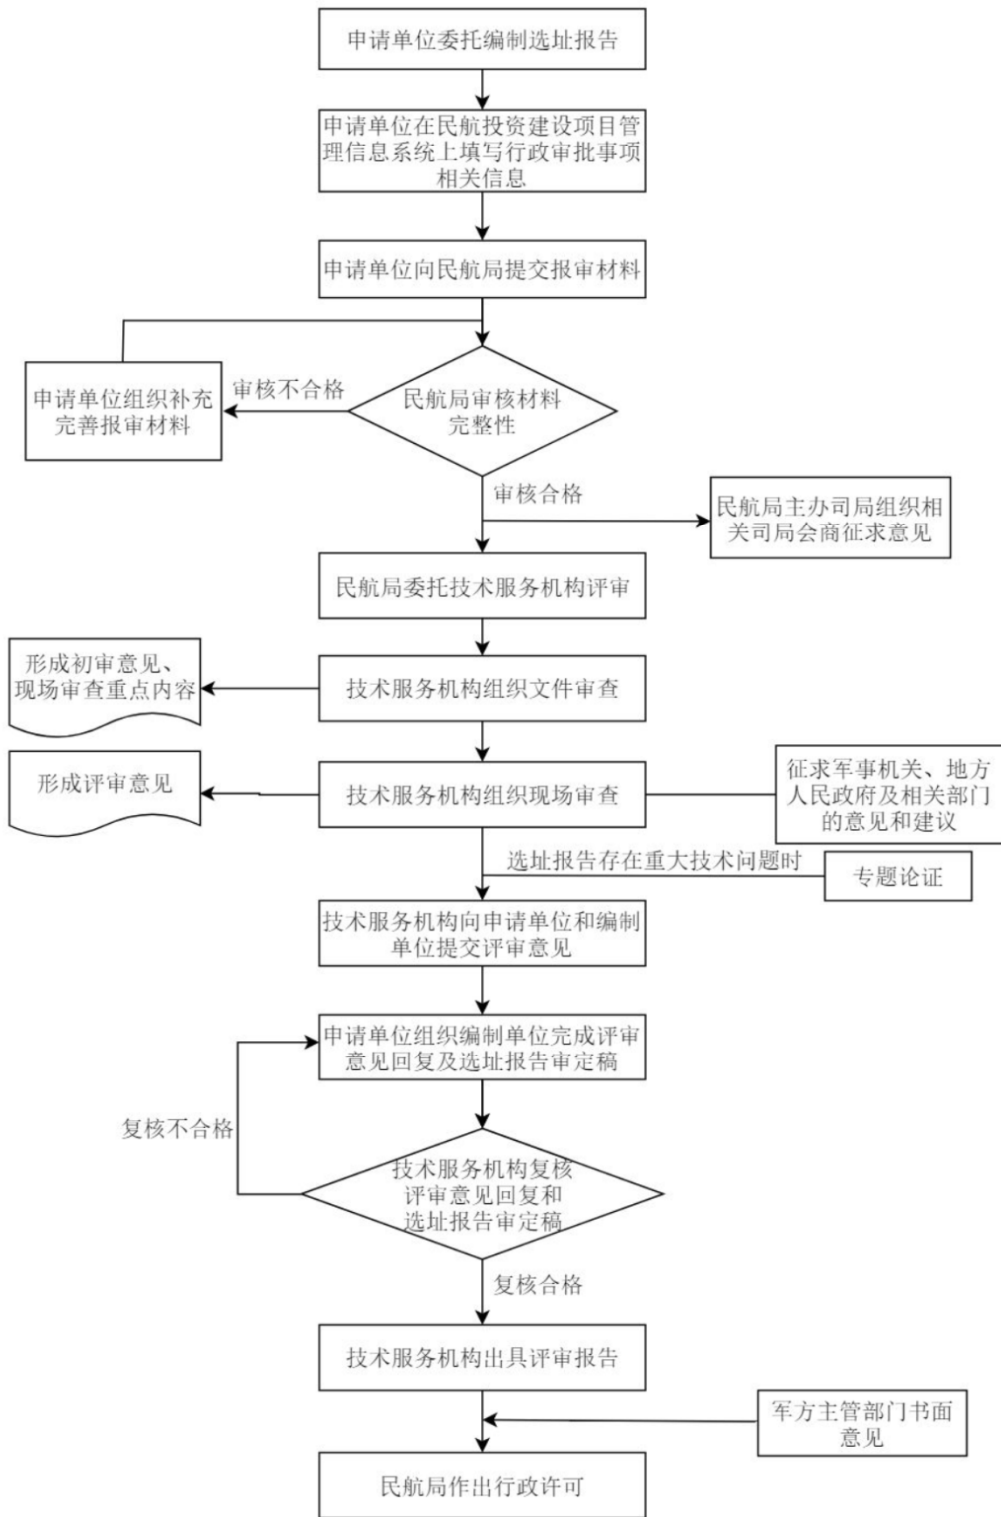 申请单位委托编制选址报告
申请单位在民航投资建设项目管
理信息系统上填写行政审批事项
相关信息
申请单位向民航局提交报审材料
申请单位组织补充
完善报审材料
审核不合格
民航局审核材料
完整性
审核合格
民航局主办司局组织相
关司局会商征求意见
民航局委托技术服务机构评审
形成初审意见、
现场审查重点内容
技术服务机构组织文件审查
形成评审意见
技术服务机构组织现场审查
征求军事机关、地方
人民政府及相关部门
的意见和建议
选址报告存在重大技术问题时
专题论证
技术服务机构向申请单位和编制
单位提交评审意见
申请单位组织编制单位完成评审
意见回复及选址报告审定稿
复核不合格
技术服务机构复核
评审意见回复和
选址报告审定稿
复核合格
技术服务机构出具评审报告
军方主管部门书面
意见
民航局作出行政许可